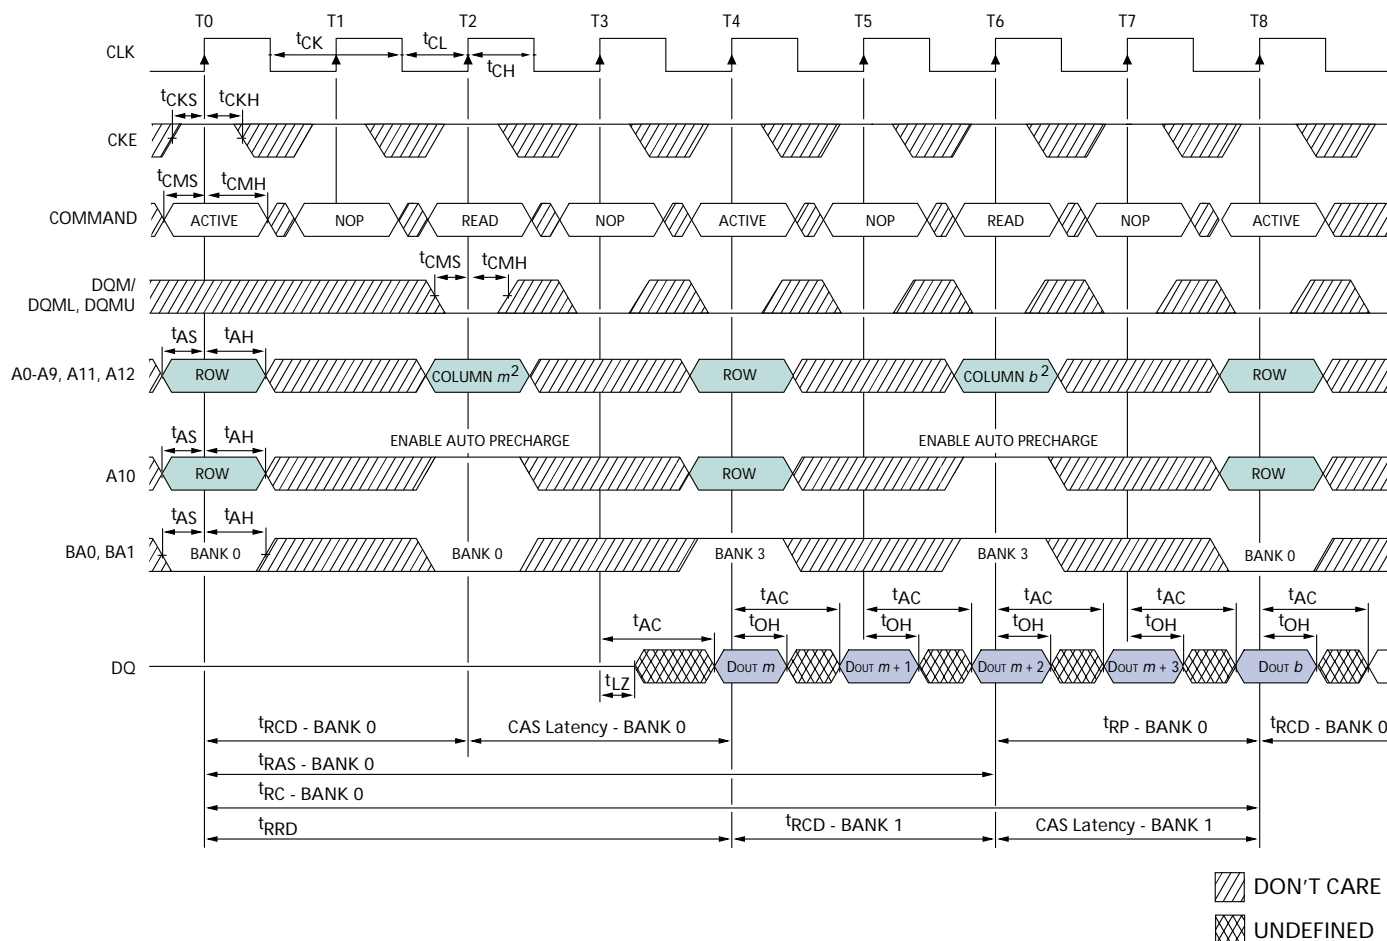 T0 T1 T2 T3 T4 T5 T6 T7 T8
CLK
tCK tCL
tCH
tCKS tCKH
CKE
tCMS tCMH
COMMAND ACTIVE NOP READ NOP ACTIVE NOP READ NOP ACTIVE
tCMS tCMH
DQM/
DQML, DQMU
tAS tAH
A0-A9, A11, A12 ROW COLUMN m2 ROW COLUMN b2 ROW
tAS tAH ENABLE AUTO PRECHARGE ENABLE AUTO PRECHARGE
A10 ROW ROW ROW
tAS tAH
BA0, BA1 BANK 0 BANK 0 BANK 3 BANK 3 BANK 0
tAC tAC tAC tAC tAC
tAC tOH tOH tOH tOH tOH
DQ DOUT m DOUT m + 1 DOUT m + 2 DOUT m + 3 DOUT b
tLZ
tRCD - BANK 0 CAS Latency - BANK 0 tRP - BANK 0 tRCD - BANK 0
tRAS - BANK 0
tRC - BANK 0
tRRD tRCD - BANK 1 CAS Latency - BANK 1
DON'T CARE
UNDEFINED